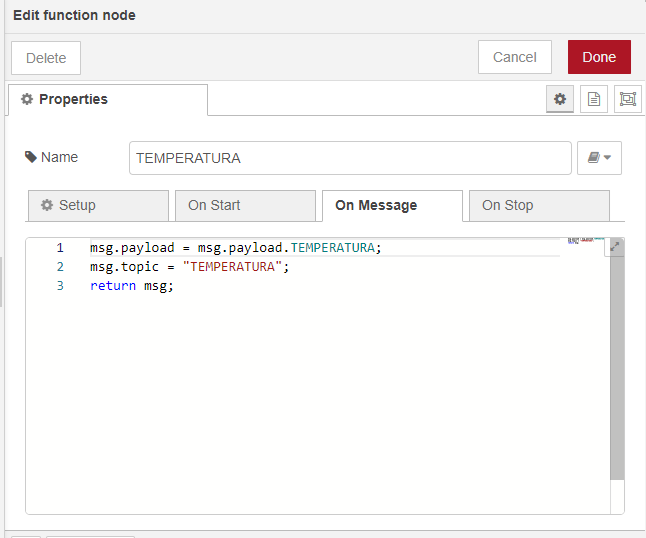 Edit function node
Delete
Cancel
Done
Properties
Name
TEMPERATURA
Setup
On Start
On Message
On Stop
1 msg.payload = msg.payload.TEMPERATURA;
2 msg.topic = "TEMPERATURA";
3 return msg;